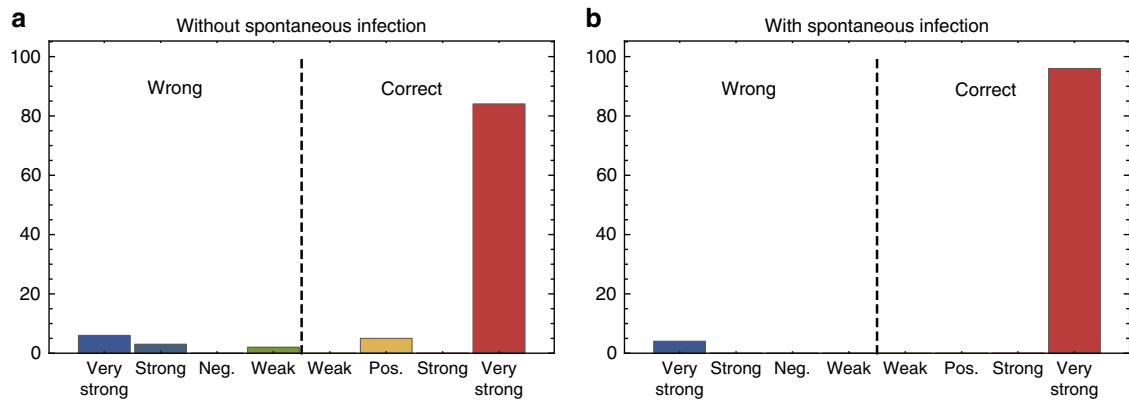 a
Without spontaneous infection
100
80
60
40
20
0
Wrong
Correct
Very strong
Strong
Neg.
Weak
Weak
Pos.
Strong
Very strong
b
With spontaneous infection
100
80
60
40
20
0
Wrong
Correct
Very strong
Strong
Neg.
Weak
Weak
Pos.
Strong
Very strong